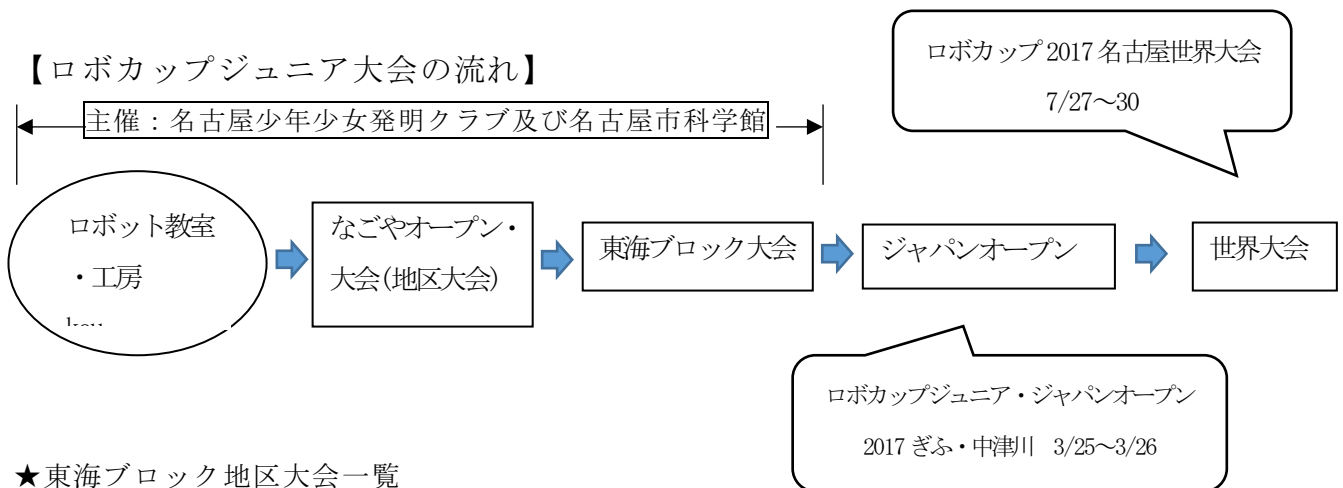 ロボカップ 2017 名古屋世界大会
7/27～30
【ロボカップジュニア大会の流れ】
主催：名古屋少年少女発明クラブ及び名古屋市科学館
ロボット教室
・工房
なごやオープン・
大会(地区大会)
東海ブロック大会
ジャパンオープン
世界大会
ロボカップジュニア・ジャパンオープン
2017 ぎふ・中津川 3/25～3/26
★東海ブロック地区大会一覧